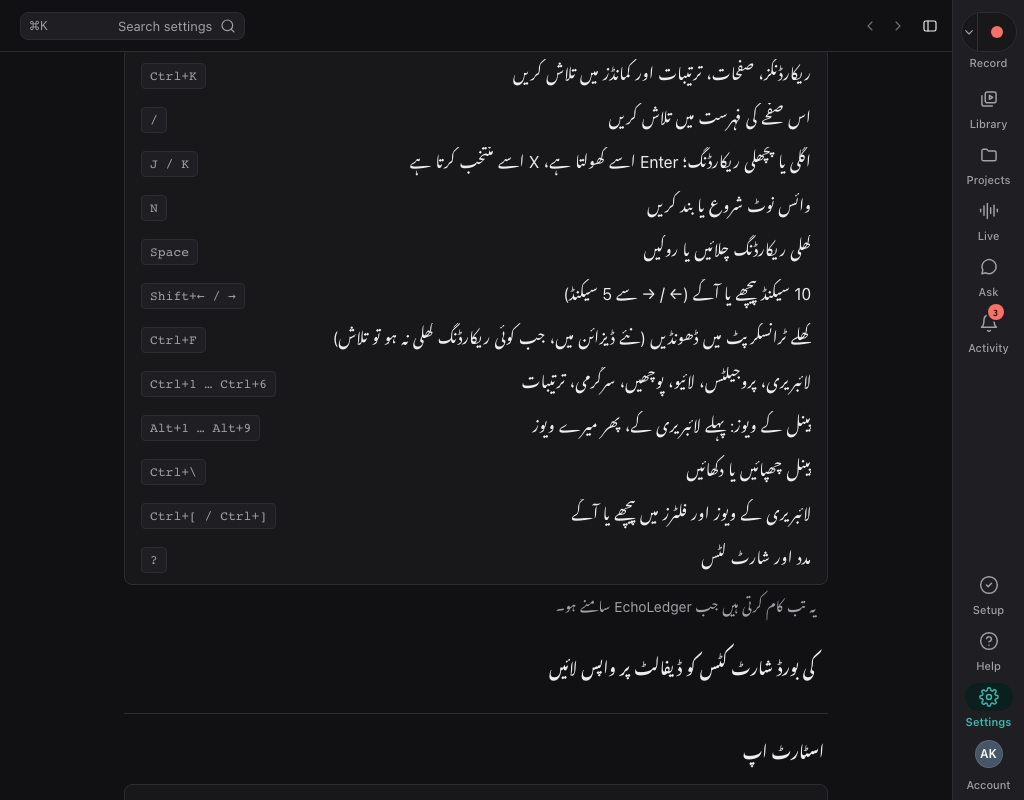 ⌘K
Search settings
ریکارڈنگز، صفحات، ترتیبات اور کمانڈز میں تلاش کریں
Ctrl+K
اس صفحے کی فہرست میں تلاش کریں
/
اگلی یا پچھلی ریکارڈنگ؛ Enter اسے کھولتا ہے، X اسے منتخب کرتا ہے
J / K
وائس نوٹ شروع یا بند کریں
N
کھلی ریکارڈنگ چلائیں یا روکیں
Space
10 سیکنڈ پیچھے یا آگے (← / → سے 5 سیکنڈ)
Shift+← / →
کھلے ٹرانسکرپٹ میں ڈھونڈیں (نئے ڈیزائن میں، جب کوئی ریکارڈنگ کھلی نہ ہو تو تلاش)
Ctrl+F
لائبریری، پروجیکٹس، لائیو، پوچھیں، سرگرمی، ترتیبات
Ctrl+1 … Ctrl+6
پینل کے ویوز: پہلے لائبریری کے، پھر میرے ویوز
Alt+1 … Alt+9
پینل چھپائیں یا دکھائیں
Ctrl+\
لائبریری کے ویوز اور فلٹرز میں پیچھے یا آگے
Ctrl+[ / Ctrl+]
مدد اور شارٹ کٹس
?
یہ تب کام کرتی ہیں جب EchoLedger سامنے ہو۔
کی بورڈ شارٹ کٹس کو ڈیفالٹ پر واپس لائیں
اسٹارٹ اپ
Record
Library
Projects
Live
Ask
3
Activity
Setup
Help
Settings
AK
Account